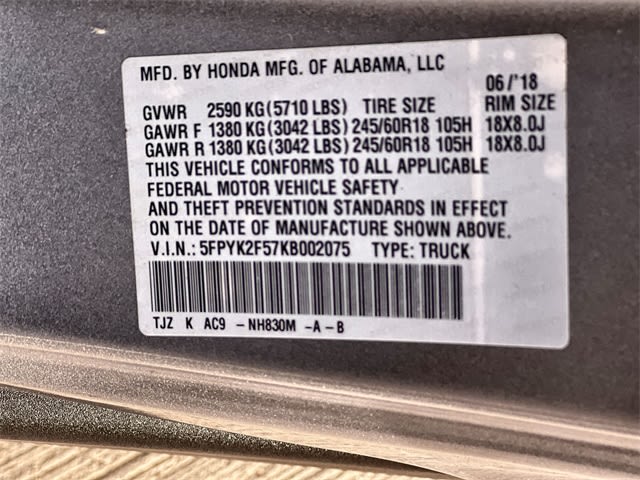 MFD. BY HONDA MFG. OF ALABAMA, LLC
06/'18
GVWR 2590 KG(5710 LBS) TIRE SIZE RIM SIZE
GAWR F 1380 KG(3042 LBS) 245/60R18 105H 18X8.0J
GAWR R 1380 KG(3042 LBS) 245/60R18 105H 18X8.0J
THIS VEHICLE CONFORMS TO ALL APPLICABLE
FEDERAL MOTOR VEHICLE SAFETY
AND THEFT PREVENTION STANDARDS IN EFFECT
ON THE DATE OF MANUFACTURE SHOWN ABOVE.
V.I.N.: 5FPYK2F57KB002075 TYPE: TRUCK
TJZ K AC9 -NH830M -A-B